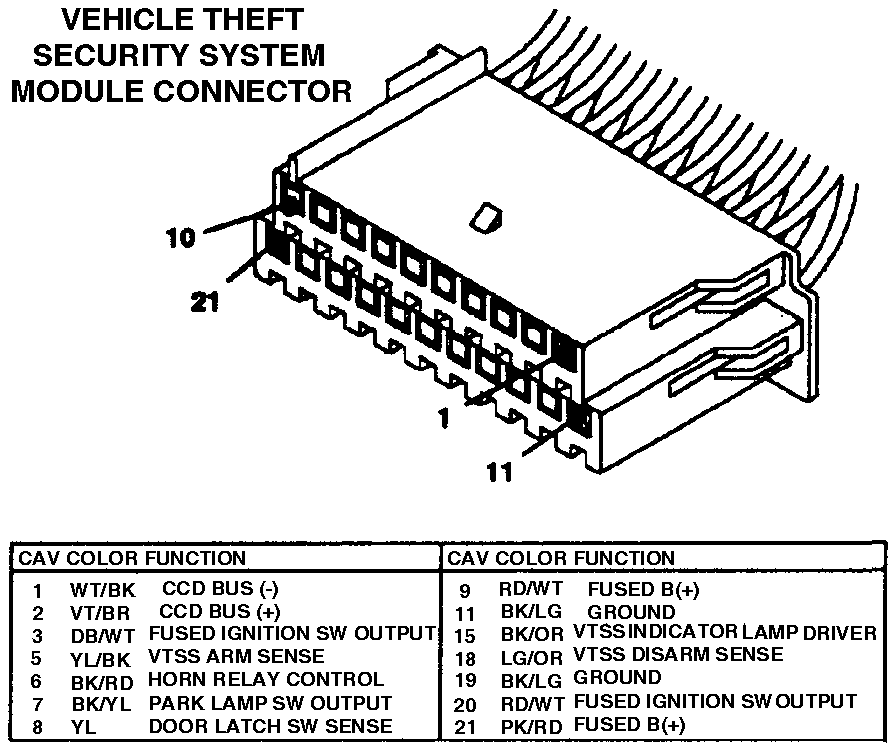 VEHICLE THEFT
SECURITY SYSTEM
MODULE CONNECTOR
10
21
1
11
CAV COLOR FUNCTION
1 WT/BK CCD BUS (-)
2 VT/BR CCD BUS (+)
3 DB/WT FUSED IGNITION SW OUTPUT
5 YL/BK VTSS ARM SENSE
6 BK/RD HORN RELAY CONTROL
7 BK/YL PARK LAMP SW OUTPUT
8 YL DOOR LATCH SW SENSE
CAV COLOR FUNCTION
9 RD/WT FUSED B(+)
11 BK/LG GROUND
15 BK/OR VTSS INDICATOR LAMP DRIVER
18 LG/OR VTSS DISARM SENSE
19 BK/LG GROUND
20 RD/WT FUSED IGNITION SW OUTPUT
21 PK/RD FUSED B(+)